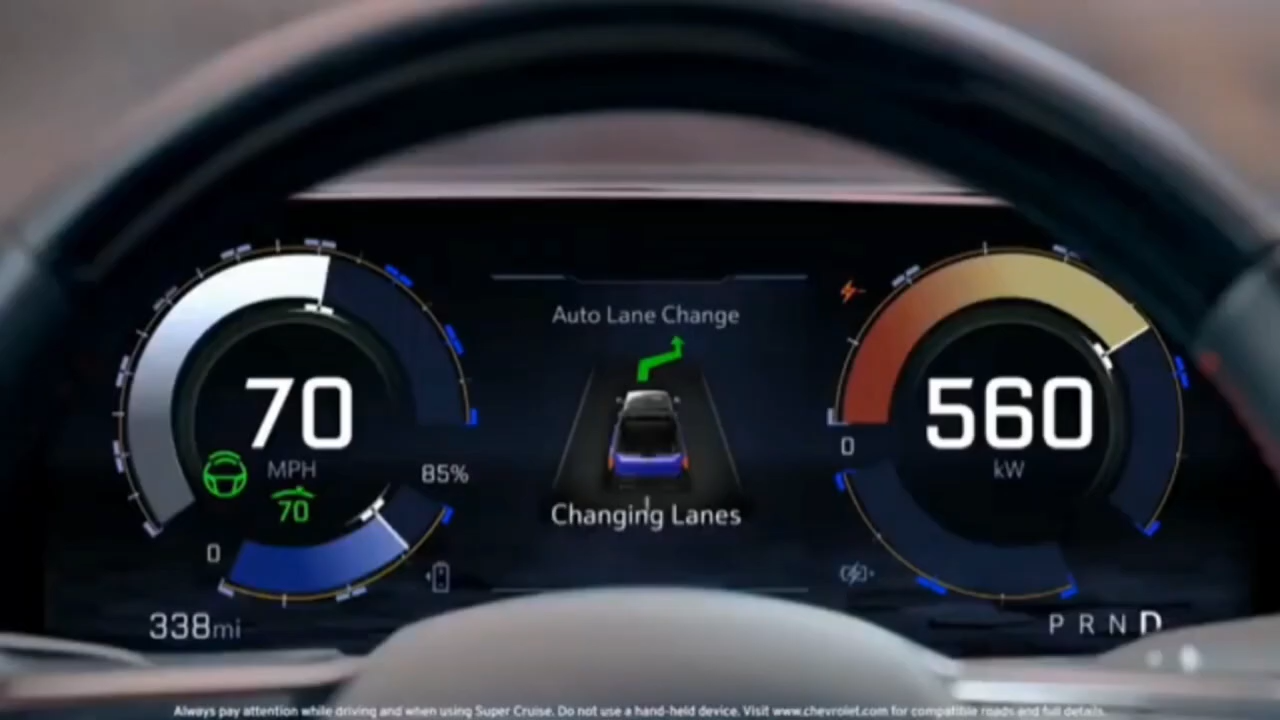 Auto Lane Change
70
MPH
70
85%
0
338mi
Changing Lanes
0
560
kW
P R N D
Always pay attention while driving and when using Super Cruise. Do not use a hand-held device. Visit www.chevrolet.com for compatible roads and full details.